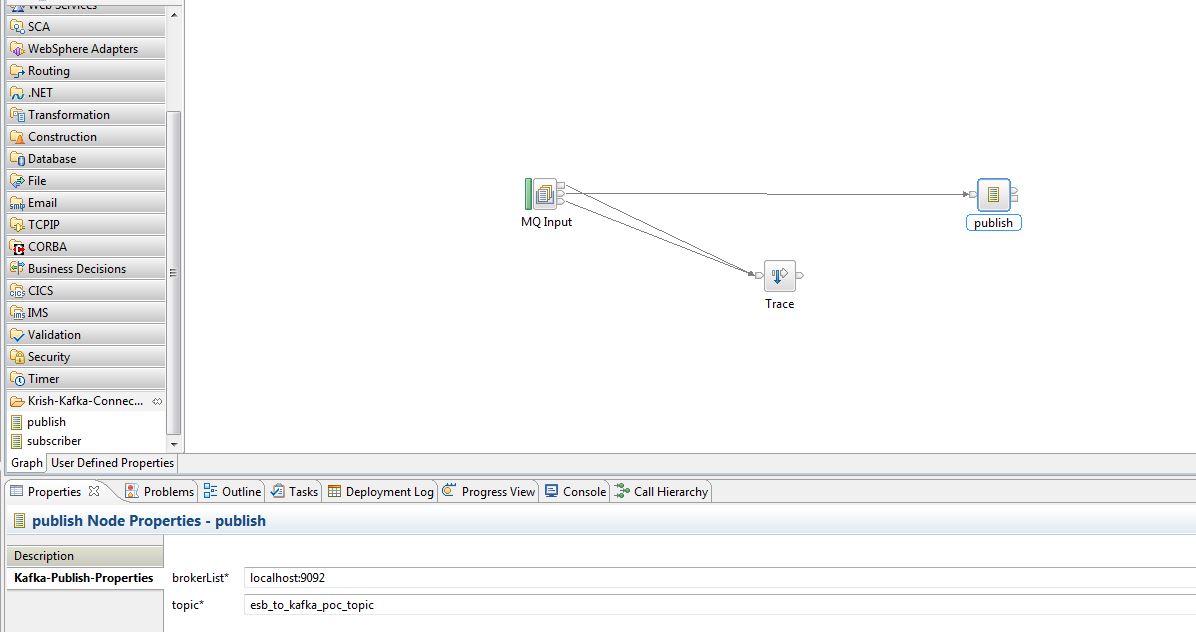 Web Services
SCA
WebSphere Adapters
Routing
.NET
Transformation
Construction
Database
File
Email
TCPIP
CORBA
Business Decisions
CICS
IMS
Validation
Security
Timer
Krish-Kafka-Connec...
publish
subscriber
Graph User Defined Properties
MQ Input
publish
Trace
Properties Problems Outline Tasks Deployment Log Progress View Console Call Hierarchy
publish Node Properties - publish
Description
Kafka-Publish-Properties
brokerList* localhost:9092
topic* esb_to_kafka_poc_topic